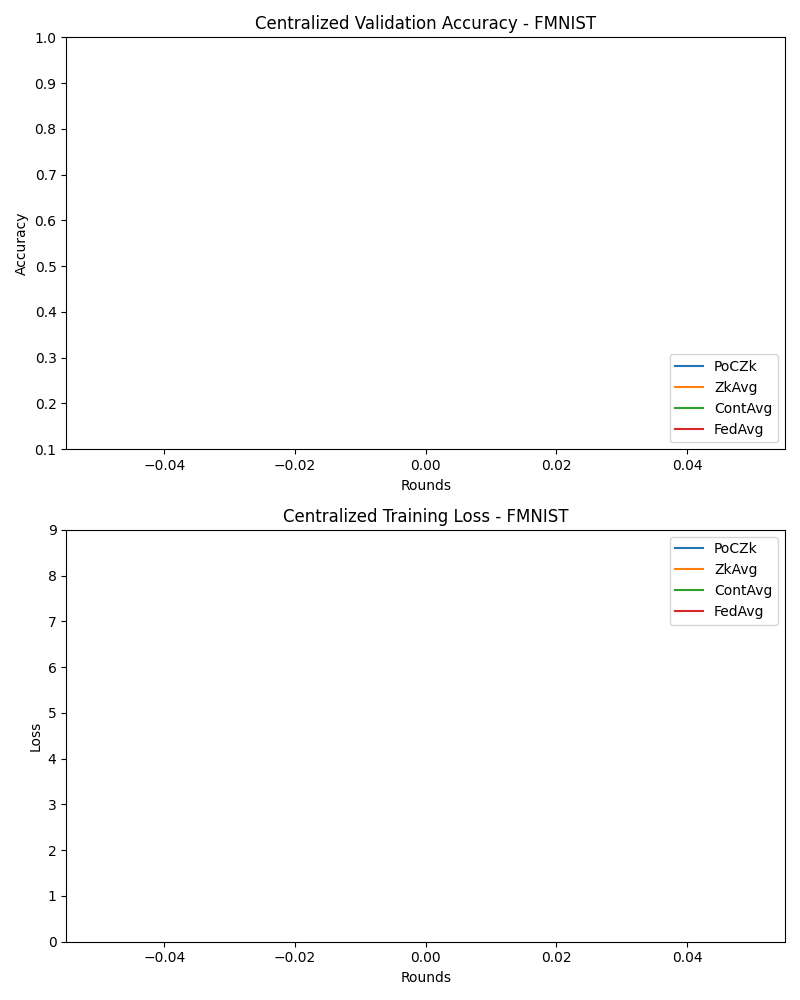 Centralized Validation Accuracy - FMNIST
1.0
0.9
0.8
0.7
0.6
0.5
0.4
0.3
0.2
0.1
Accuracy
PoCZk
ZkAvg
ContAvg
FedAvg
−0.04 −0.02 0.00 0.02 0.04
Rounds
Centralized Training Loss - FMNIST
9
8
7
6
5
4
3
2
1
0
Loss
PoCZk
ZkAvg
ContAvg
FedAvg
−0.04 −0.02 0.00 0.02 0.04
Rounds